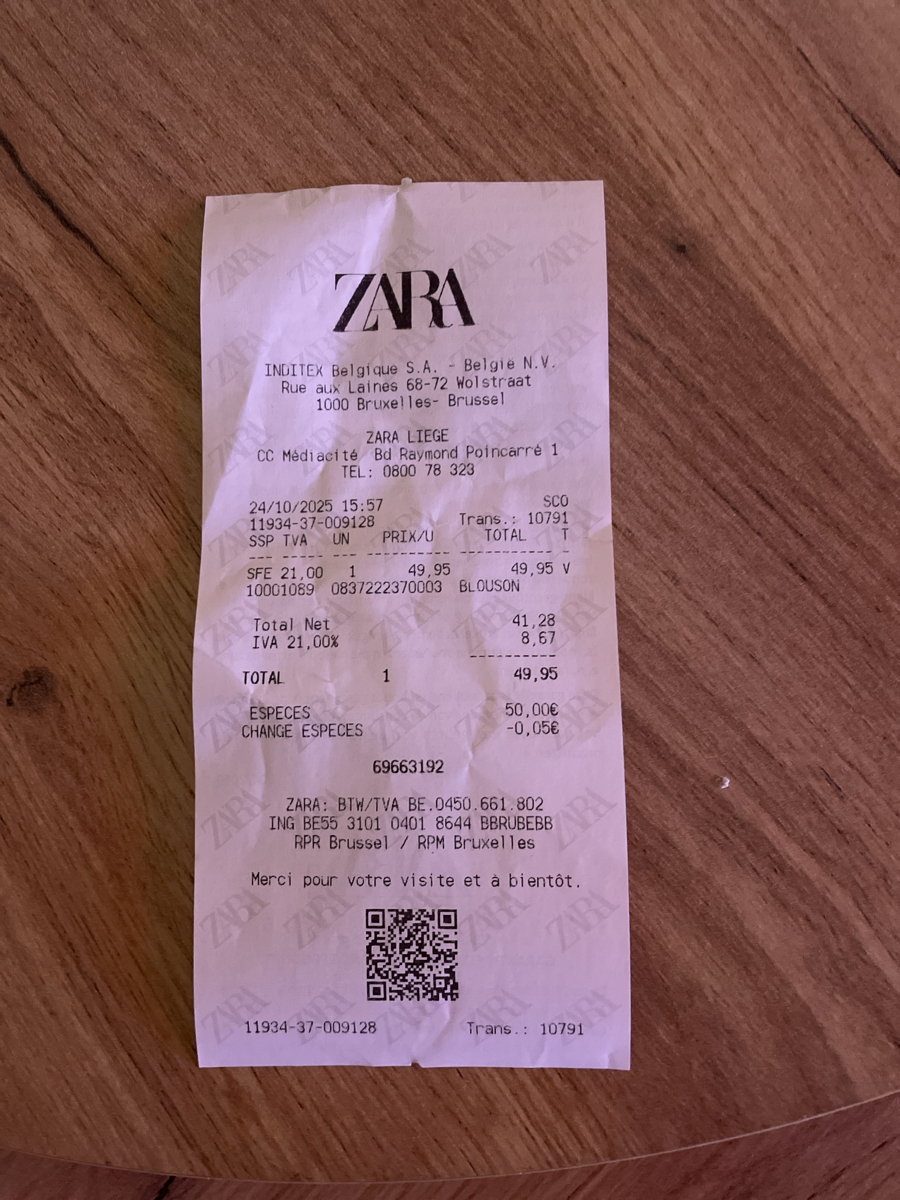 ZARA
INDITEX Belgique S.A. - Belgie N.V.
Rue aux Laines 68-72 Wolstraat
1000 Bruxelles- Brussel
ZARA LIEGE
CC Médiacité Bd Raymond Poincarré 1
TEL: 0800 78 323
24/10/2025 15:57 SCO
11934-37-009128 Trans.: 10791
SSP TVA UN PRIX/U TOTAL T
--- ----- --- ---------- ---------- -
SFE 21,00 1 49,95 49,95 V
10001089 0837222370003 BLOUSON
Total Net 41,28
IVA 21,00% 8,67
----------
TOTAL 1 49,95
ESPECES 50,00€
CHANGE ESPECES -0,05€
69663192
ZARA: BTW/TVA BE.0450.661.802
ING BE55 3101 0401 8644 BBRUBEBB
RPR Brussel / RPM Bruxelles
Merci pour votre visite et à bientôt.
11934-37-009128 Trans.: 10791